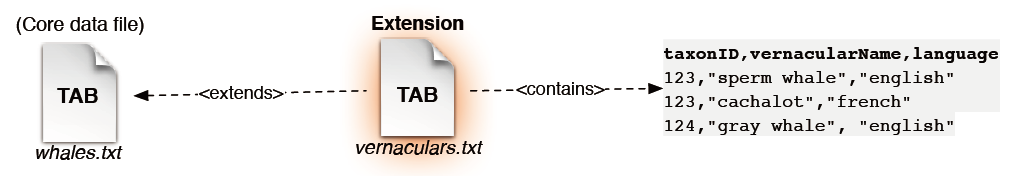 (Core data file)
TAB
whales.txt
<extends>
Extension
TAB
vernaculars.txt
<contains>
taxonID,vernacularName,language
123,"sperm whale","english"
123,"cachalot","french"
124,"gray whale", "english"